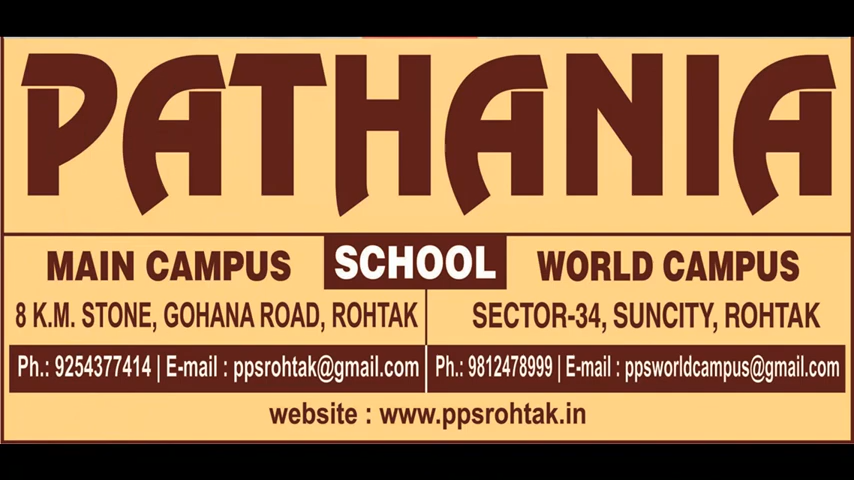 PATHANIA
SCHOOL
MAIN CAMPUS
8 K.M. STONE, GOHANA ROAD, ROHTAK
Ph.: 9254377414 | E-mail : ppsrohtak@gmail.com
WORLD CAMPUS
SECTOR-34, SUNCITY, ROHTAK
Ph.: 9812478999 | E-mail : ppsworldcampus@gmail.com
website : www.ppsrohtak.in